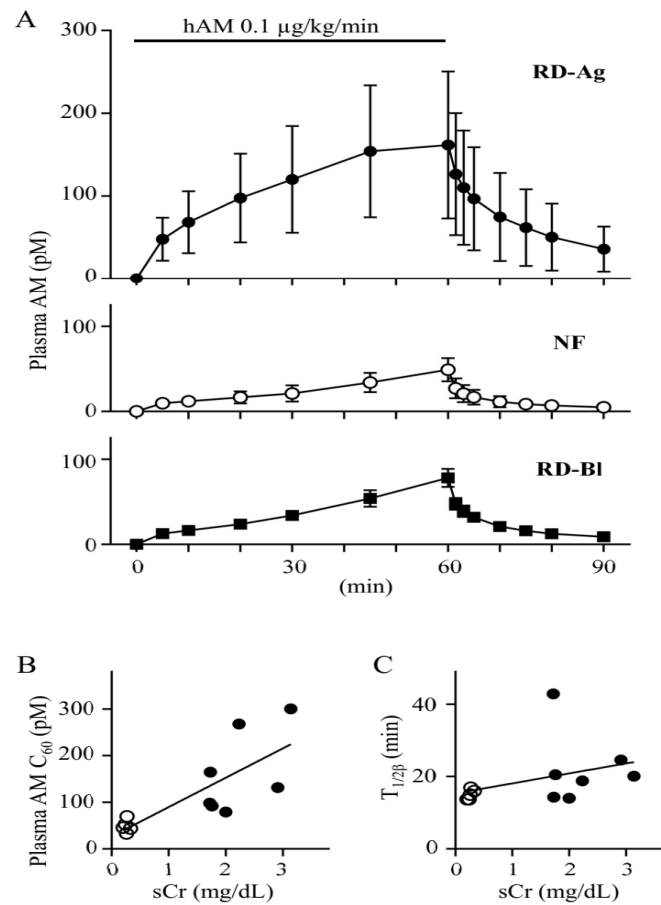 A
hAM 0.1 µg/kg/min
300
RD-Ag
200
100
0
Plasma AM (pM)
100
NF
0
100
RD-Bl
0
0 30 60 90
(min)
B
Plasma AM C60 (pM)
300
200
100
0
0 1 2 3
sCr (mg/dL)
C
T1/2β (min)
40
20
0
0 1 2 3
sCr (mg/dL)